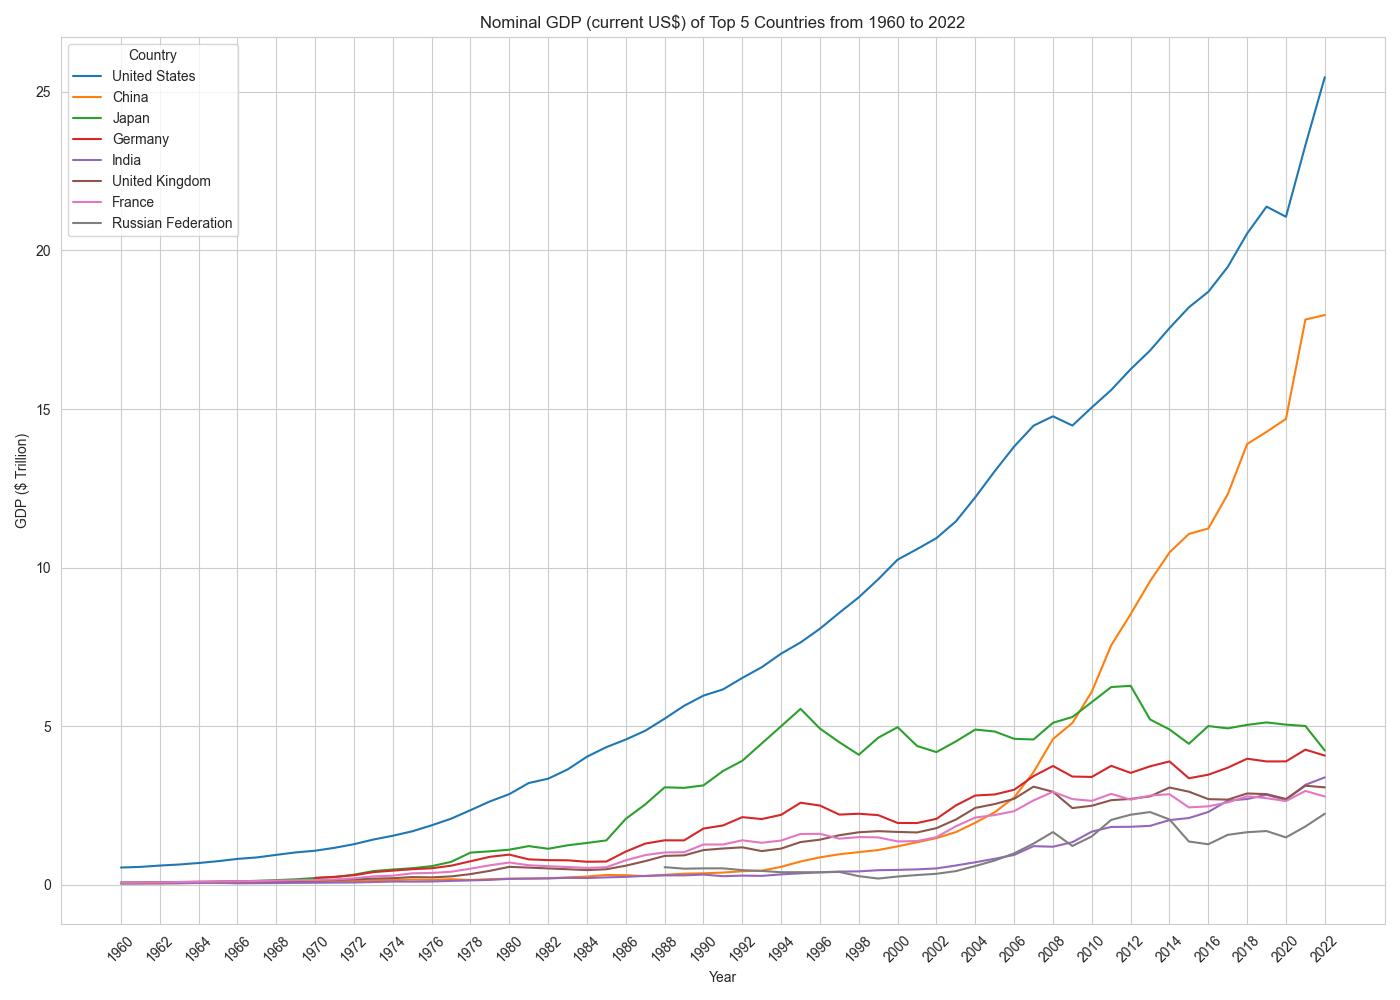 Nominal GDP (current US$) of Top 5 Countries from 1960 to 2022
Country
United States
China
Japan
Germany
India
United Kingdom
France
Russian Federation
GDP ($ Trillion)
25
20
15
10
5
0
1960 1962 1964 1966 1968 1970 1972 1974 1976 1978 1980 1982 1984 1986 1988 1990 1992 1994 1996 1998 2000 2002 2004 2006 2008 2010 2012 2014 2016 2018 2020 2022
Year